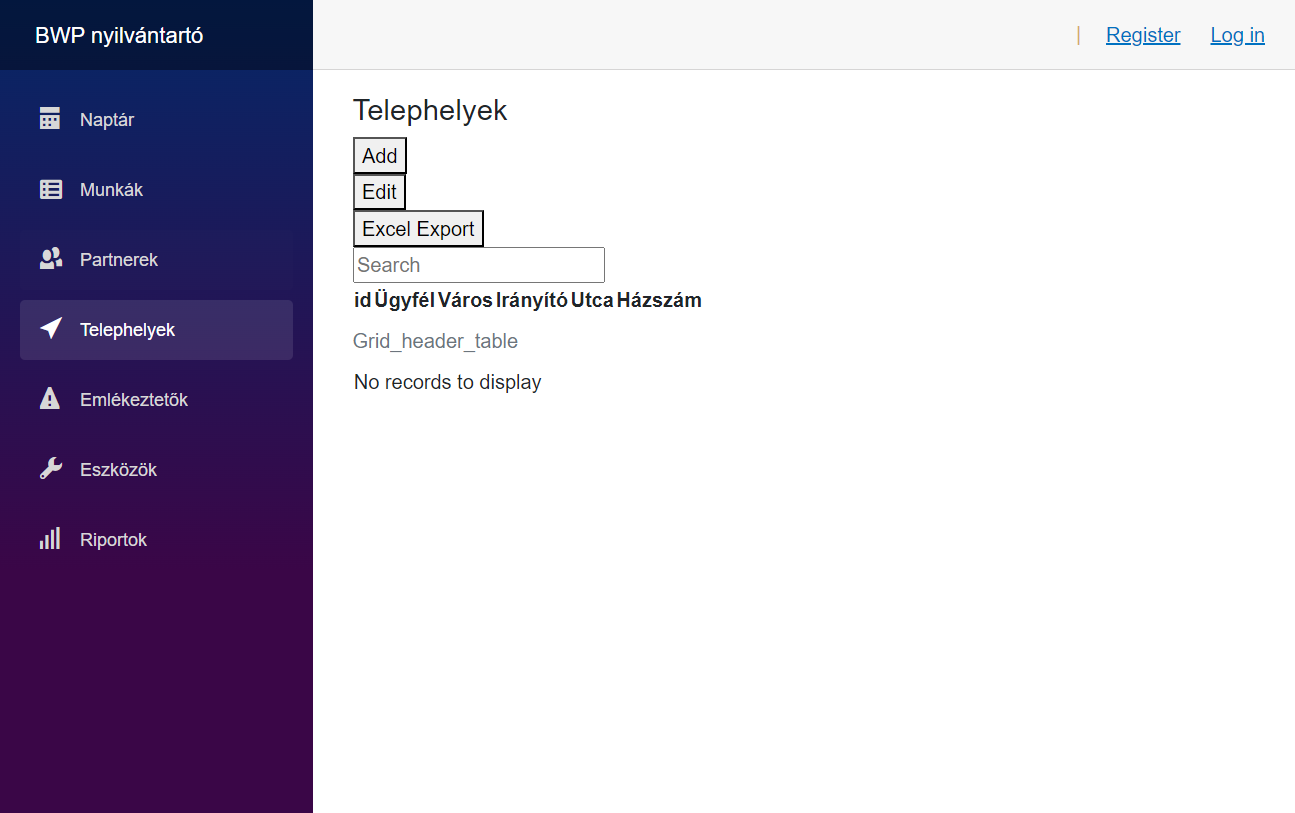 BWP nyilvántartó
| Register Log in
Naptár
Munkák
Partnerek
Telephelyek
Emlékeztetők
Eszközök
Riportok
Telephelyek
Add
Edit
Excel Export
Search
id Ügyfél Város Irányító Utca Házszám
Grid_header_table
No records to display